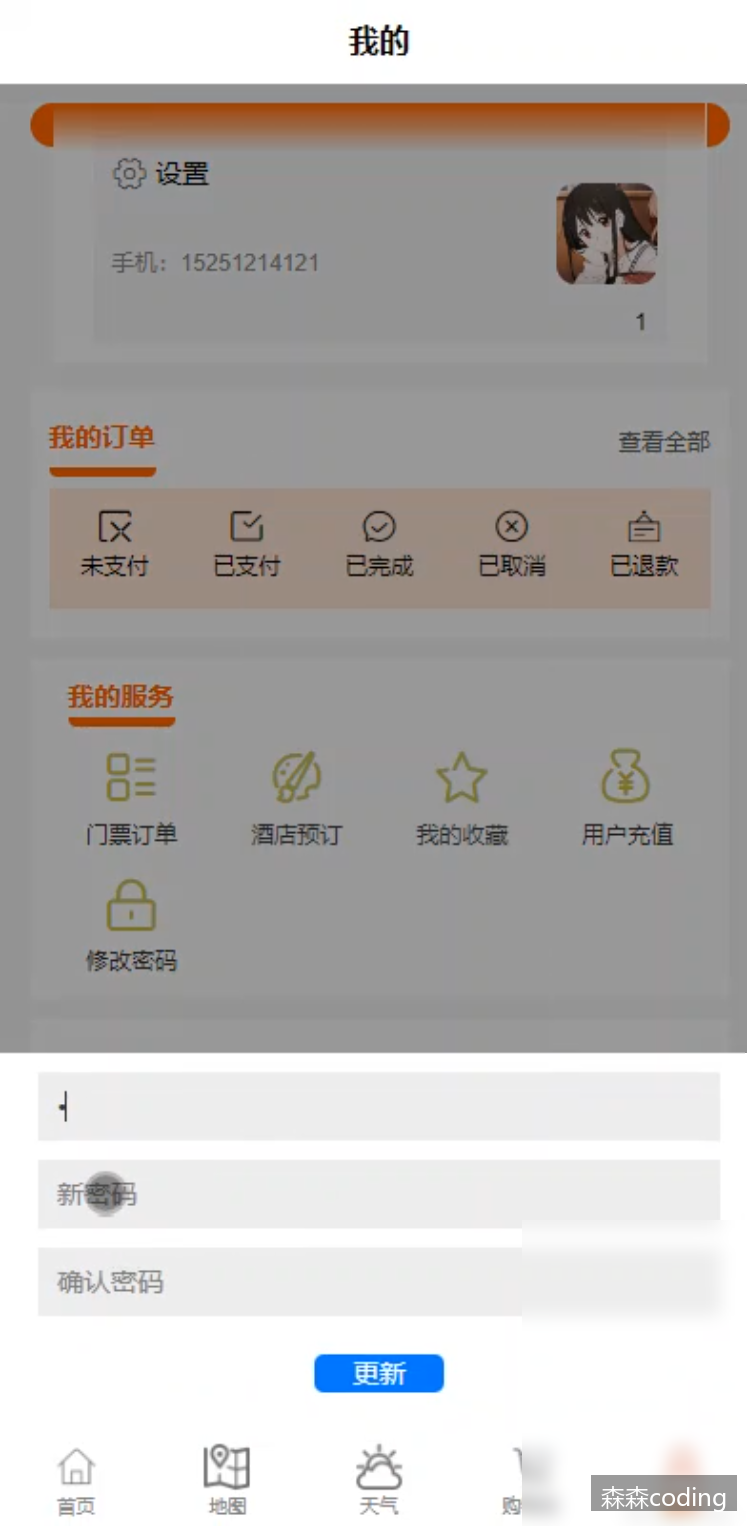 我的
设置
手机：15251214121
1
我的订单
查看全部
未支付 已支付 已完成 已取消 已退款
我的服务
门票订单 酒店预订 我的收藏 用户充值
修改密码
新密码
确认密码
更新
首页 地图 天气 购
森森coding